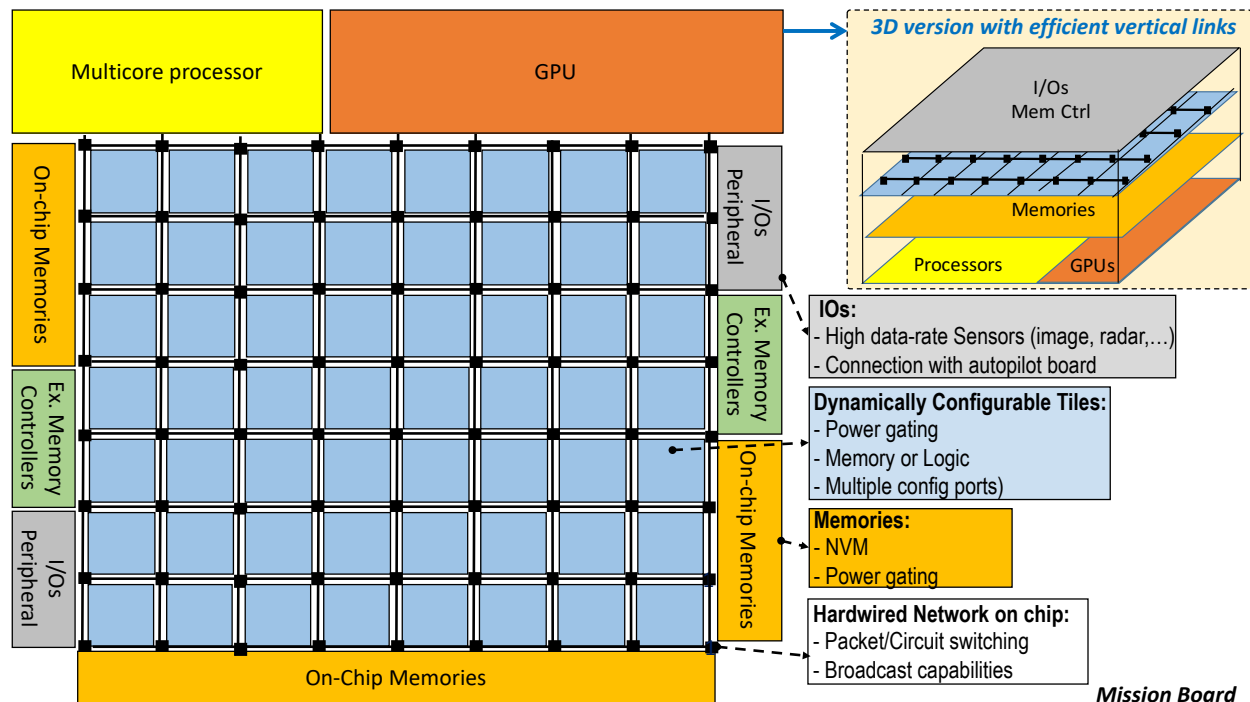 Multicore processor
GPU
3D version with efficient vertical links
I/Os
Mem Ctrl
Memories
Processors
GPUs
On-chip Memories
Ex. Memory
Controllers
I/Os
Peripheral
I/Os
Peripheral
Ex. Memory
Controllers
On-chip Memories
On-Chip Memories
IOs:
- High data-rate Sensors (image, radar,…)
- Connection with autopilot board
Dynamically Configurable Tiles:
- Power gating
- Memory or Logic
- Multiple config ports)
Memories:
- NVM
- Power gating
Hardwired Network on chip:
- Packet/Circuit switching
- Broadcast capabilities
Mission Board